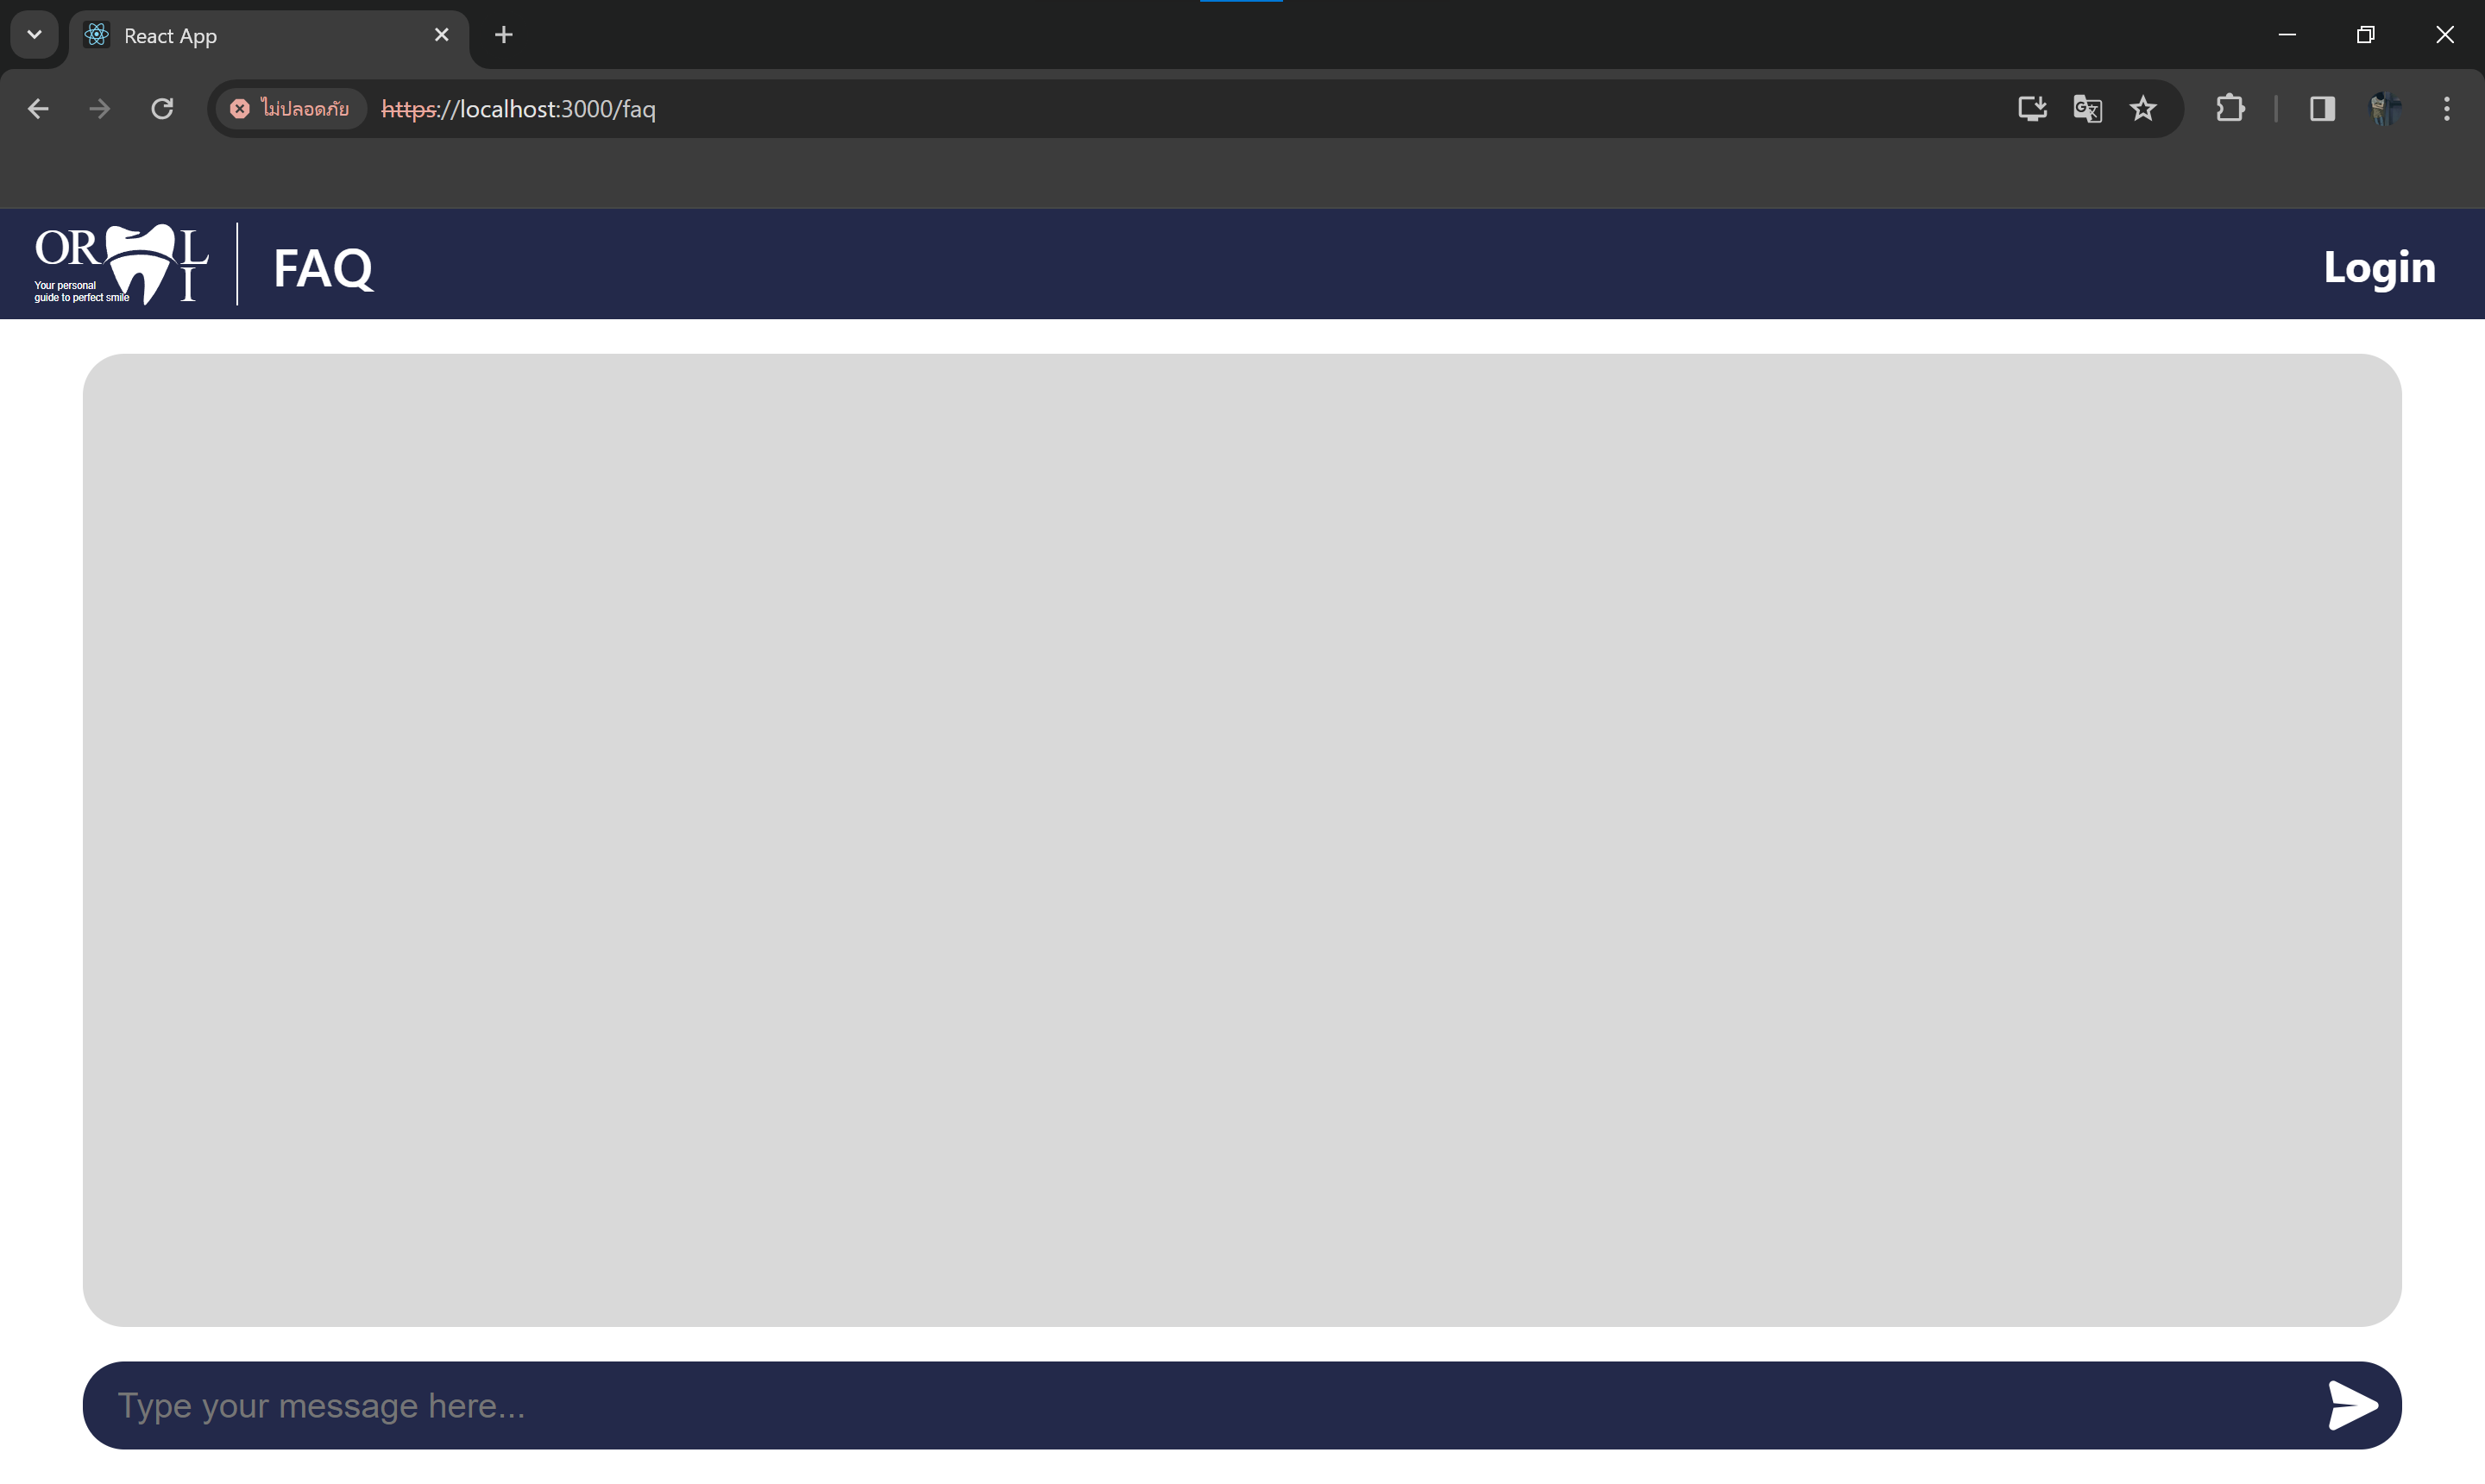 React App
ไม่ปลอดภัย https://localhost:3000/faq
ORAL
I
Your personal
guide to perfect smile
FAQ
Login
Type your message here...